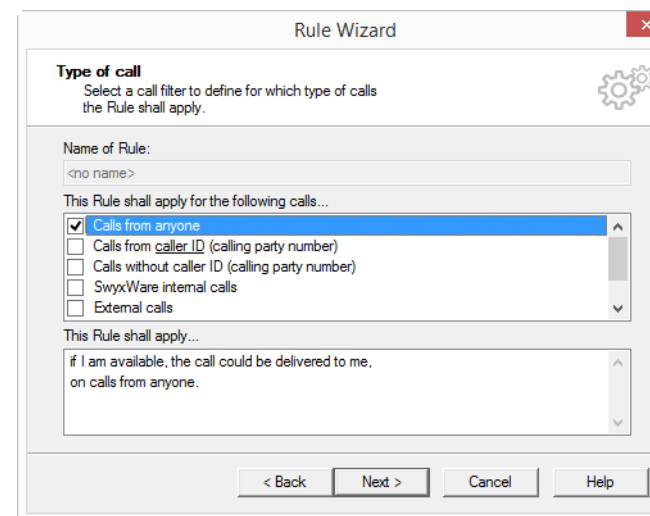 Rule Wizard
Type of call
Select a call filter to define for which type of calls
the Rule shall apply.
Name of Rule:
<no name>
This Rule shall apply for the following calls...
Calls from anyone
Calls from caller ID (calling party number)
Calls without caller ID (calling party number)
SwyxWare internal calls
External calls
This Rule shall apply...
if I am available, the call could be delivered to me,
on calls from anyone.
< Back
Next >
Cancel
Help